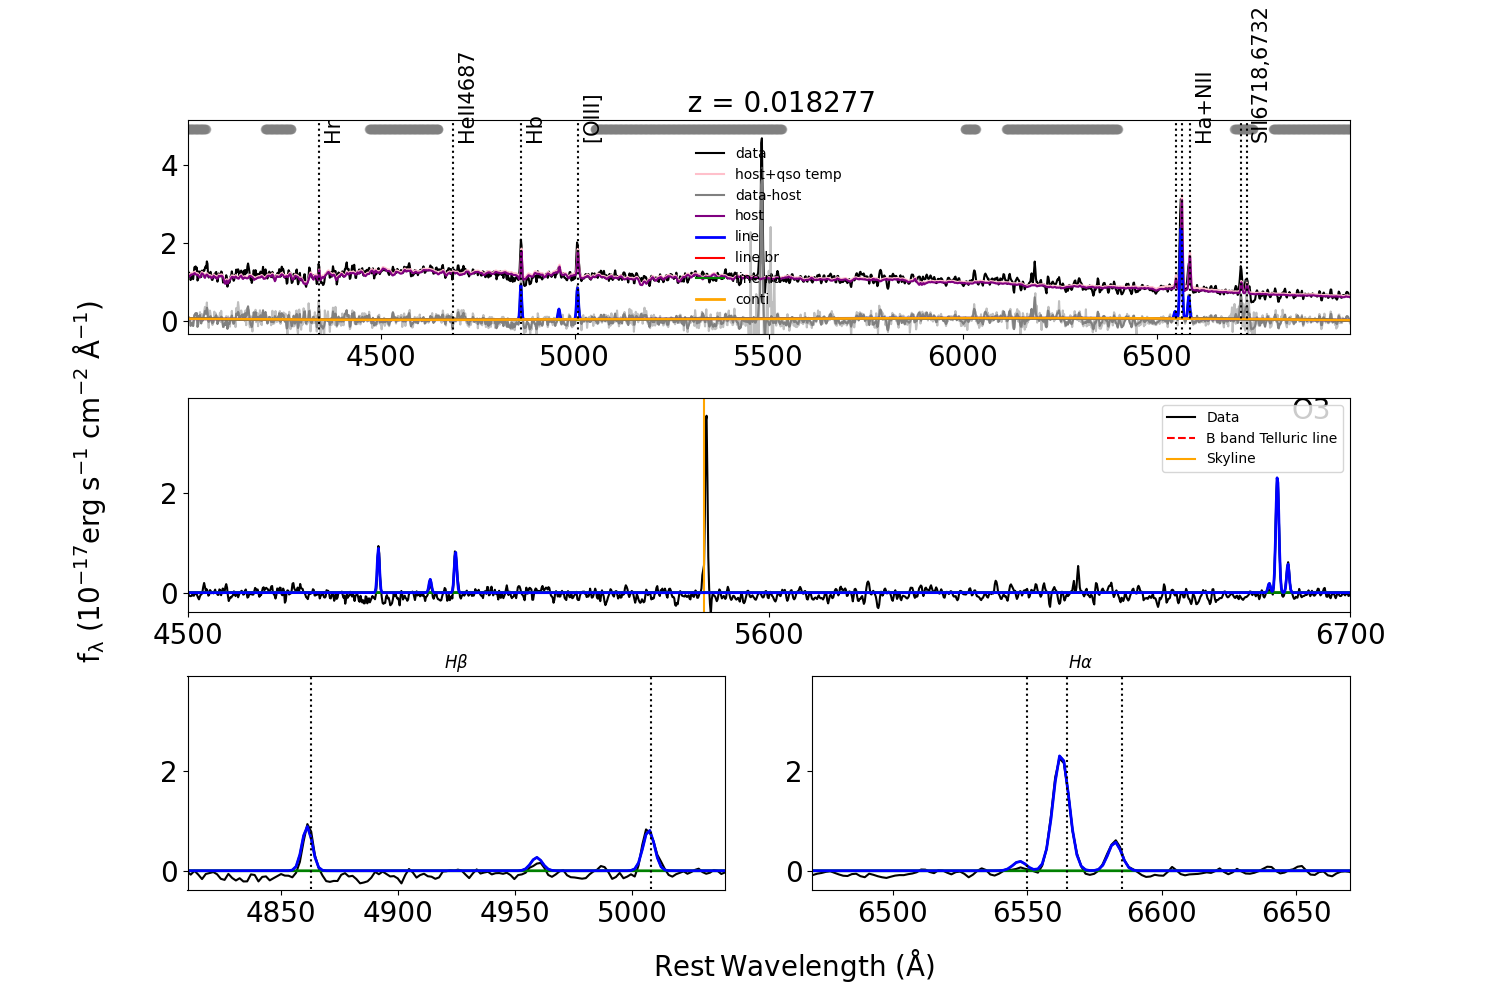 z = 0.018277
Hr
HeII4687
Hb
[OIII]
Ha+NII
SII6718,6732
data
host+qso temp
data-host
host
line
line br
conti
4
2
0
4500
5000
5500
6000
6500
O3
Data
B band Telluric line
Skyline
2
0
4500
5600
6700
fλ (10−17erg s−1 cm−2 Å−1)
Hβ
2
0
4850
4900
4950
5000
Hα
2
0
6500
6550
6600
6650
Rest Wavelength (Å)